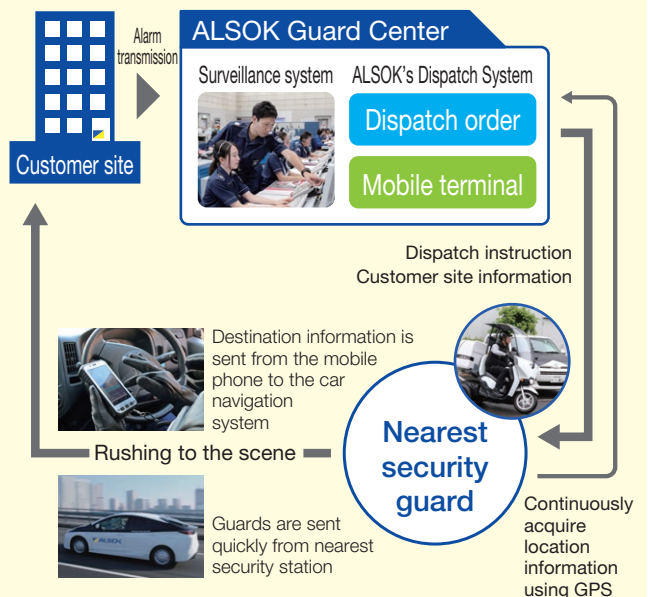 Alarm
transmission
ALSOK Guard Center
Surveillance system
ALSOK's Dispatch System
Dispatch order
Mobile terminal
Customer site
Dispatch instruction
Customer site information
Destination information is
sent from the mobile
phone to the car
navigation
system
Rushing to the scene
Nearest
security
guard
Guards are sent
quickly from nearest
security station
ALSOK
Continuously
acquire
location
information
using GPS